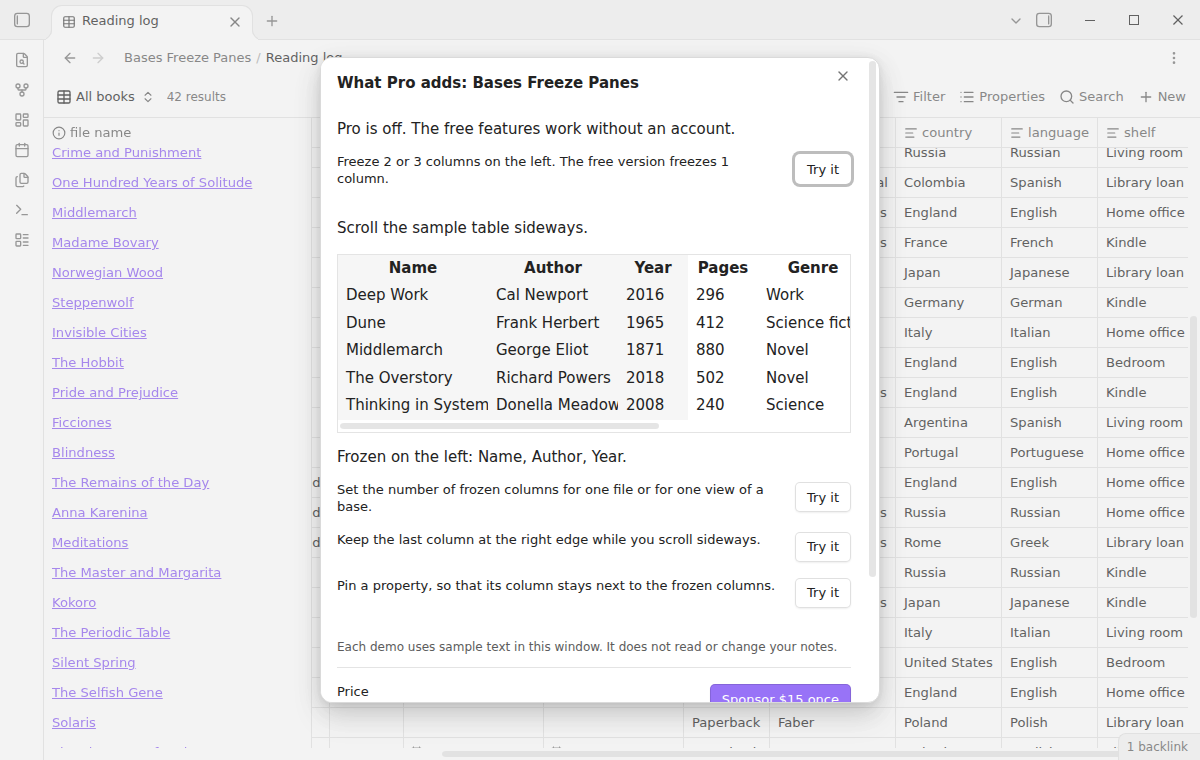 Reading log
Bases Freeze Panes / Reading log
All books 42 results
Filter Properties Search New
file name country language shelf
Crime and Punishment Russia Russian Living room
One Hundred Years of Solitude al Colombia Spanish Library loan
Middlemarch s England English Home office
Madame Bovary s France French Kindle
Norwegian Wood Japan Japanese Library loan
Steppenwolf Germany German Kindle
Invisible Cities Italy Italian Home office
The Hobbit England English Bedroom
Pride and Prejudice s England English Kindle
Ficciones Argentina Spanish Living room
Blindness Portugal Portuguese Home office
The Remains of the Day d England English Home office
Anna Karenina d s Russia Russian Home office
Meditations d s Rome Greek Library loan
The Master and Margarita Russia Russian Kindle
Kokoro s Japan Japanese Kindle
The Periodic Table Italy Italian Living room
Silent Spring United States English Bedroom
The Selfish Gene England English Home office
Solaris Paperback Faber Poland Polish Library loan
1 backlink
What Pro adds: Bases Freeze Panes
Pro is off. The free features work without an account.
Freeze 2 or 3 columns on the left. The free version freezes 1
column.
Try it
Scroll the sample table sideways.
Name Author Year Pages Genre
Deep Work Cal Newport 2016 296 Work
Dune Frank Herbert 1965 412 Science fict
Middlemarch George Eliot 1871 880 Novel
The Overstory Richard Powers 2018 502 Novel
Thinking in System Donella Meadow 2008 240 Science
Frozen on the left: Name, Author, Year.
Set the number of frozen columns for one file or for one view of a
base.
Try it
Keep the last column at the right edge while you scroll sideways.
Try it
Pin a property, so that its column stays next to the frozen columns.
Try it
Each demo uses sample text in this window. It does not read or change your notes.
Price
Sponsor $15 once